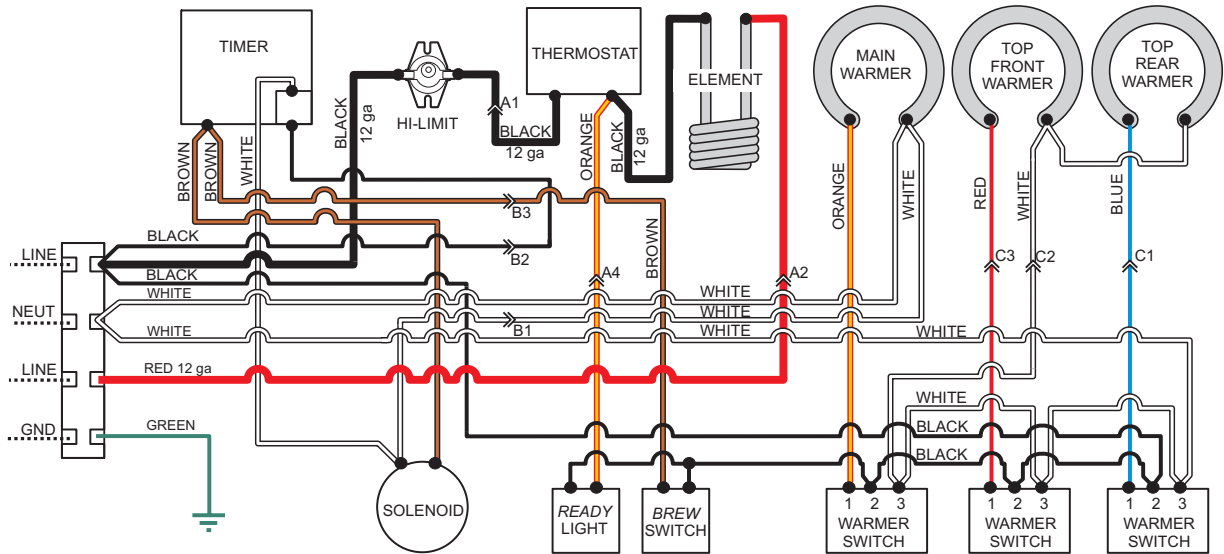 TIMER
HI-LIMIT
THERMOSTAT
ELEMENT
MAIN
WARMER
TOP
FRONT
WARMER
TOP
REAR
WARMER
BLACK
12 ga
A1
BLACK
12 ga
ORANGE
BLACK
12 ga
BROWN
BROWN
WHITE
B3
BROWN
ORANGE
WHITE
RED
WHITE
BLUE
LINE
BLACK
B2
BLACK
A4
A2
C3
C2
C1
WHITE
WHITE
NEUT
B1
WHITE
WHITE
WHITE
WHITE
LINE
RED 12 ga
WHITE
GND
GREEN
BLACK
BLACK
SOLENOID
READY
LIGHT
BREW
SWITCH
1 2 3
WARMER
SWITCH
1 2 3
WARMER
SWITCH
1 2 3
WARMER
SWITCH